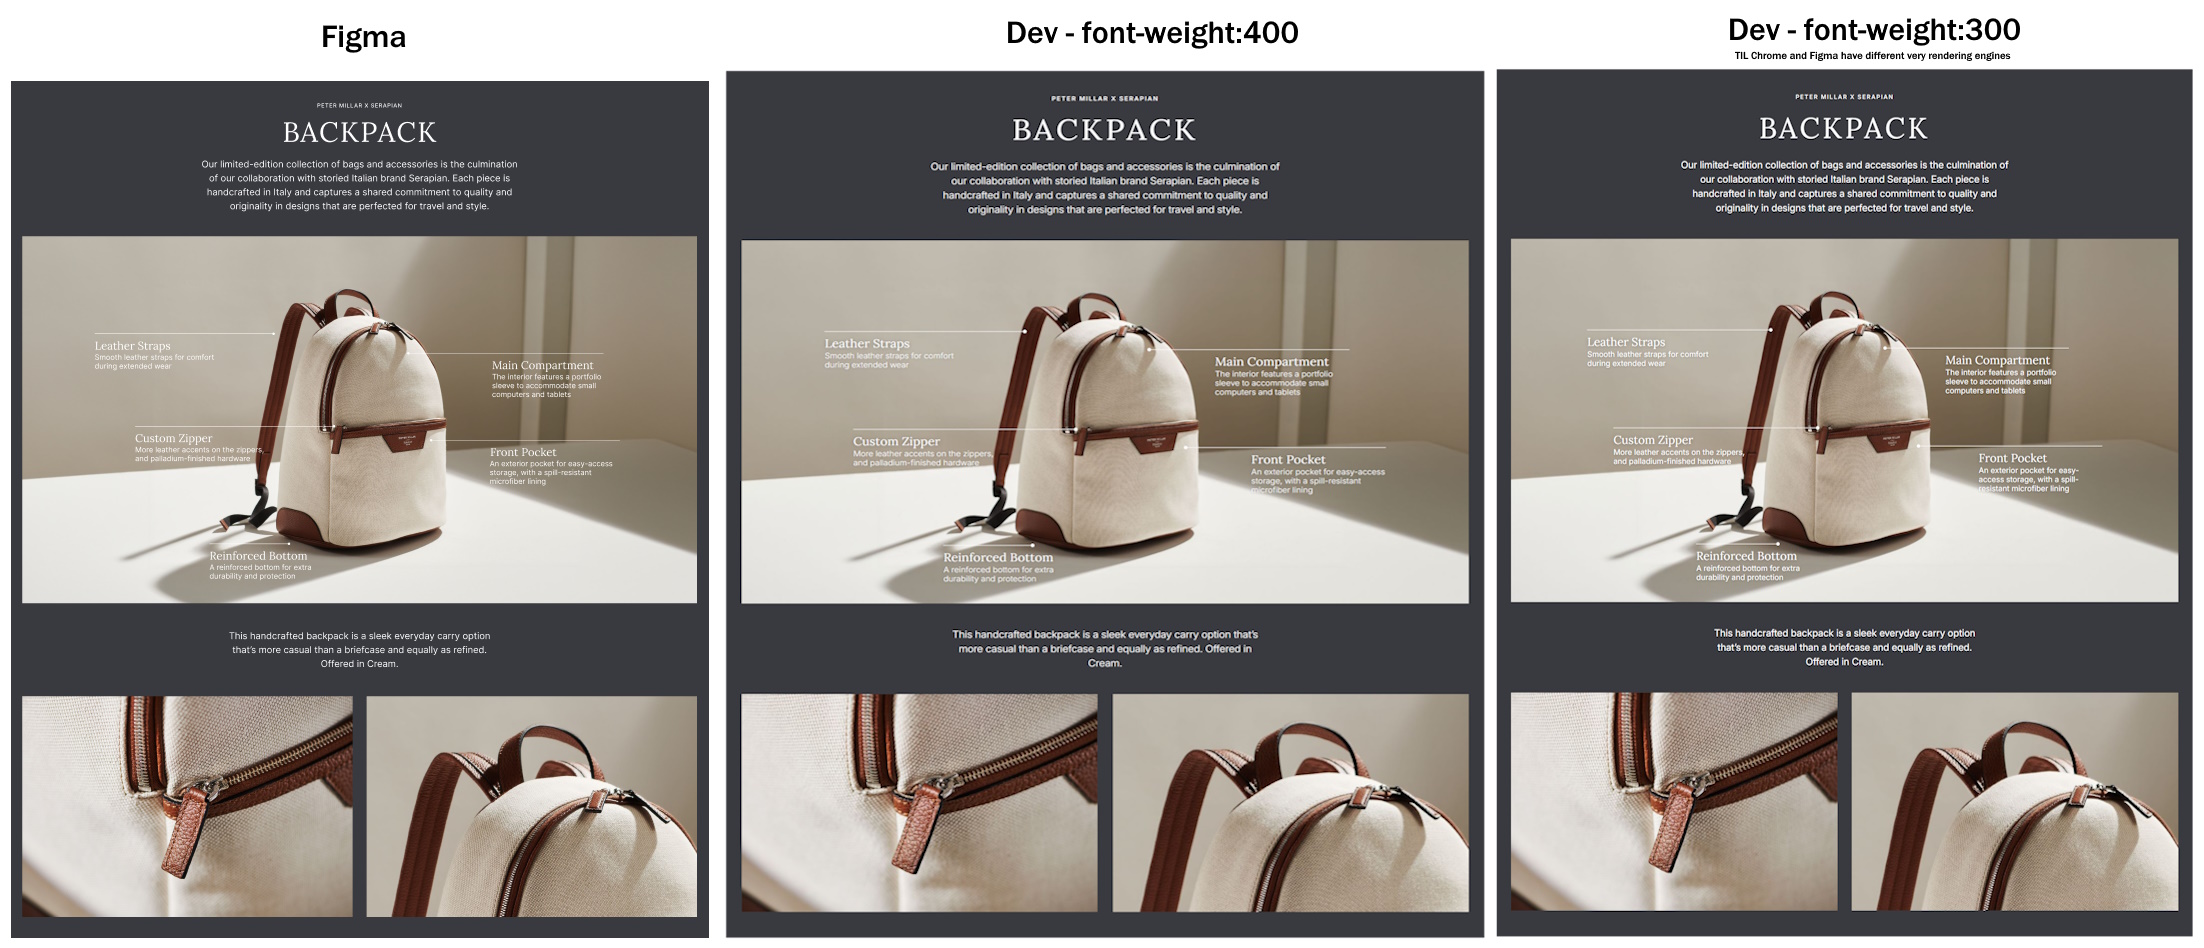 Figma
PETER MILLAR X SERAPIAN
BACKPACK
Our limited-edition collection of bags and accessories is the culmination
of our collaboration with storied Italian brand Serapian. Each piece is
handcrafted in Italy and captures a shared commitment to quality and
originality in designs that are perfected for travel and style.
Leather Straps
Smooth leather straps for comfort
during extended wear
Main Compartment
The interior features a portfolio
sleeve to accommodate small
computers and tablets
Custom Zipper
More leather accents on the zippers,
and palladium-finished hardware
Front Pocket
An exterior pocket for easy-access
storage, with a spill-resistant
microfiber lining
Reinforced Bottom
A reinforced bottom for extra
durability and protection
This handcrafted backpack is a sleek everyday carry option
that's more casual than a briefcase and equally as refined.
Offered in Cream.
Dev - font-weight:400
PETER MILLAR X SERAPIAN
BACKPACK
Our limited-edition collection of bags and accessories is the culmination of
our collaboration with storied Italian brand Serapian. Each piece is
handcrafted in Italy and captures a shared commitment to quality and
originality in designs that are perfected for travel and style.
Leather Straps
Smooth leather straps for comfort
during extended wear
Main Compartment
The interior features a portfolio
sleeve to accommodate small
computers and tablets
Custom Zipper
More leather accents on the zippers,
and palladium-finished hardware
Front Pocket
An exterior pocket for easy-access
storage, with a spill-resistant
microfiber lining
Reinforced Bottom
A reinforced bottom for extra
durability and protection
This handcrafted backpack is a sleek everyday carry option that's
more casual than a briefcase and equally as refined. Offered in
Cream.
Dev - font-weight:300
TIL Chrome and Figma have different very rendering engines
PETER MILLAR X SERAPIAN
BACKPACK
Our limited-edition collection of bags and accessories is the culmination of
our collaboration with storied Italian brand Serapian. Each piece is
handcrafted in Italy and captures a shared commitment to quality and
originality in designs that are perfected for travel and style.
Leather Straps
Smooth leather straps for comfort
during extended wear
Main Compartment
The interior features a portfolio
sleeve to accommodate small
computers and tablets
Custom Zipper
More leather accents on the zippers,
and palladium-finished hardware
Front Pocket
An exterior pocket for easy-
access storage, with a spill-
resistant microfiber lining
Reinforced Bottom
A reinforced bottom for extra
durability and protection
This handcrafted backpack is a sleek everyday carry option
that's more casual than a briefcase and equally as refined.
Offered in Cream.